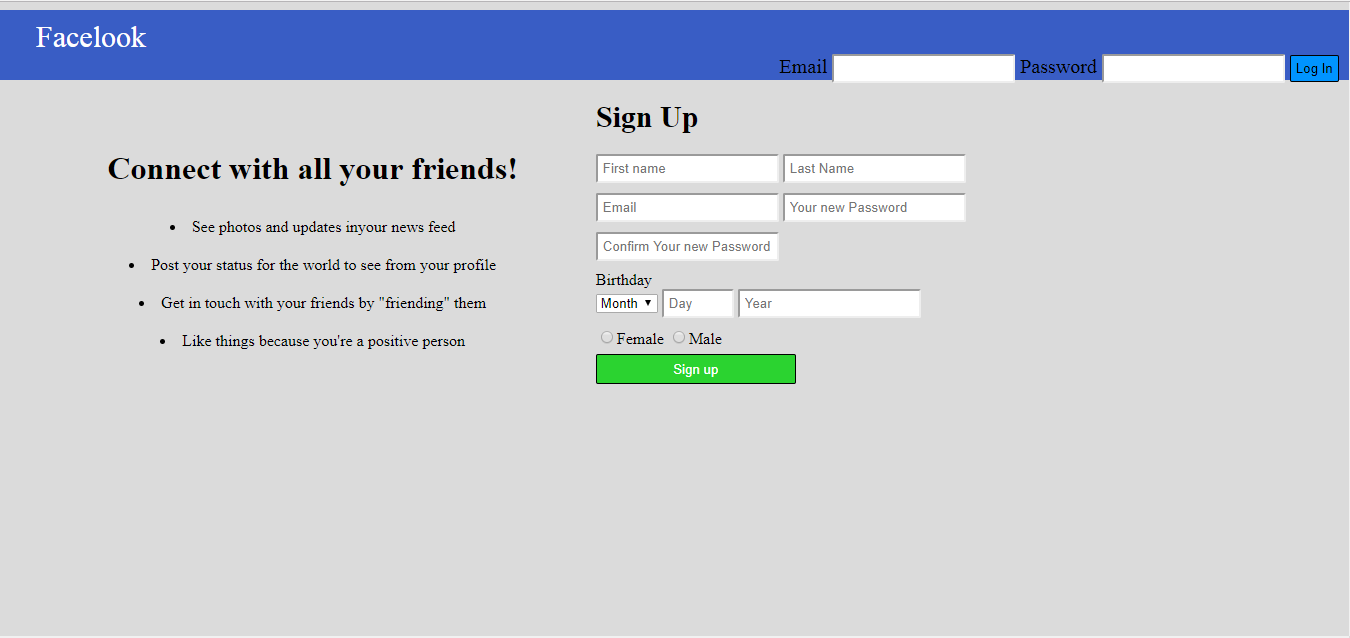 Facelook
Email Password Log In
Sign Up
Connect with all your friends!
See photos and updates inyour news feed
Post your status for the world to see from your profile
Get in touch with your friends by "friending" them
Like things because you're a positive person
First name Last Name
Email Your new Password
Confirm Your new Password
Birthday
Month Day Year
Female Male
Sign up